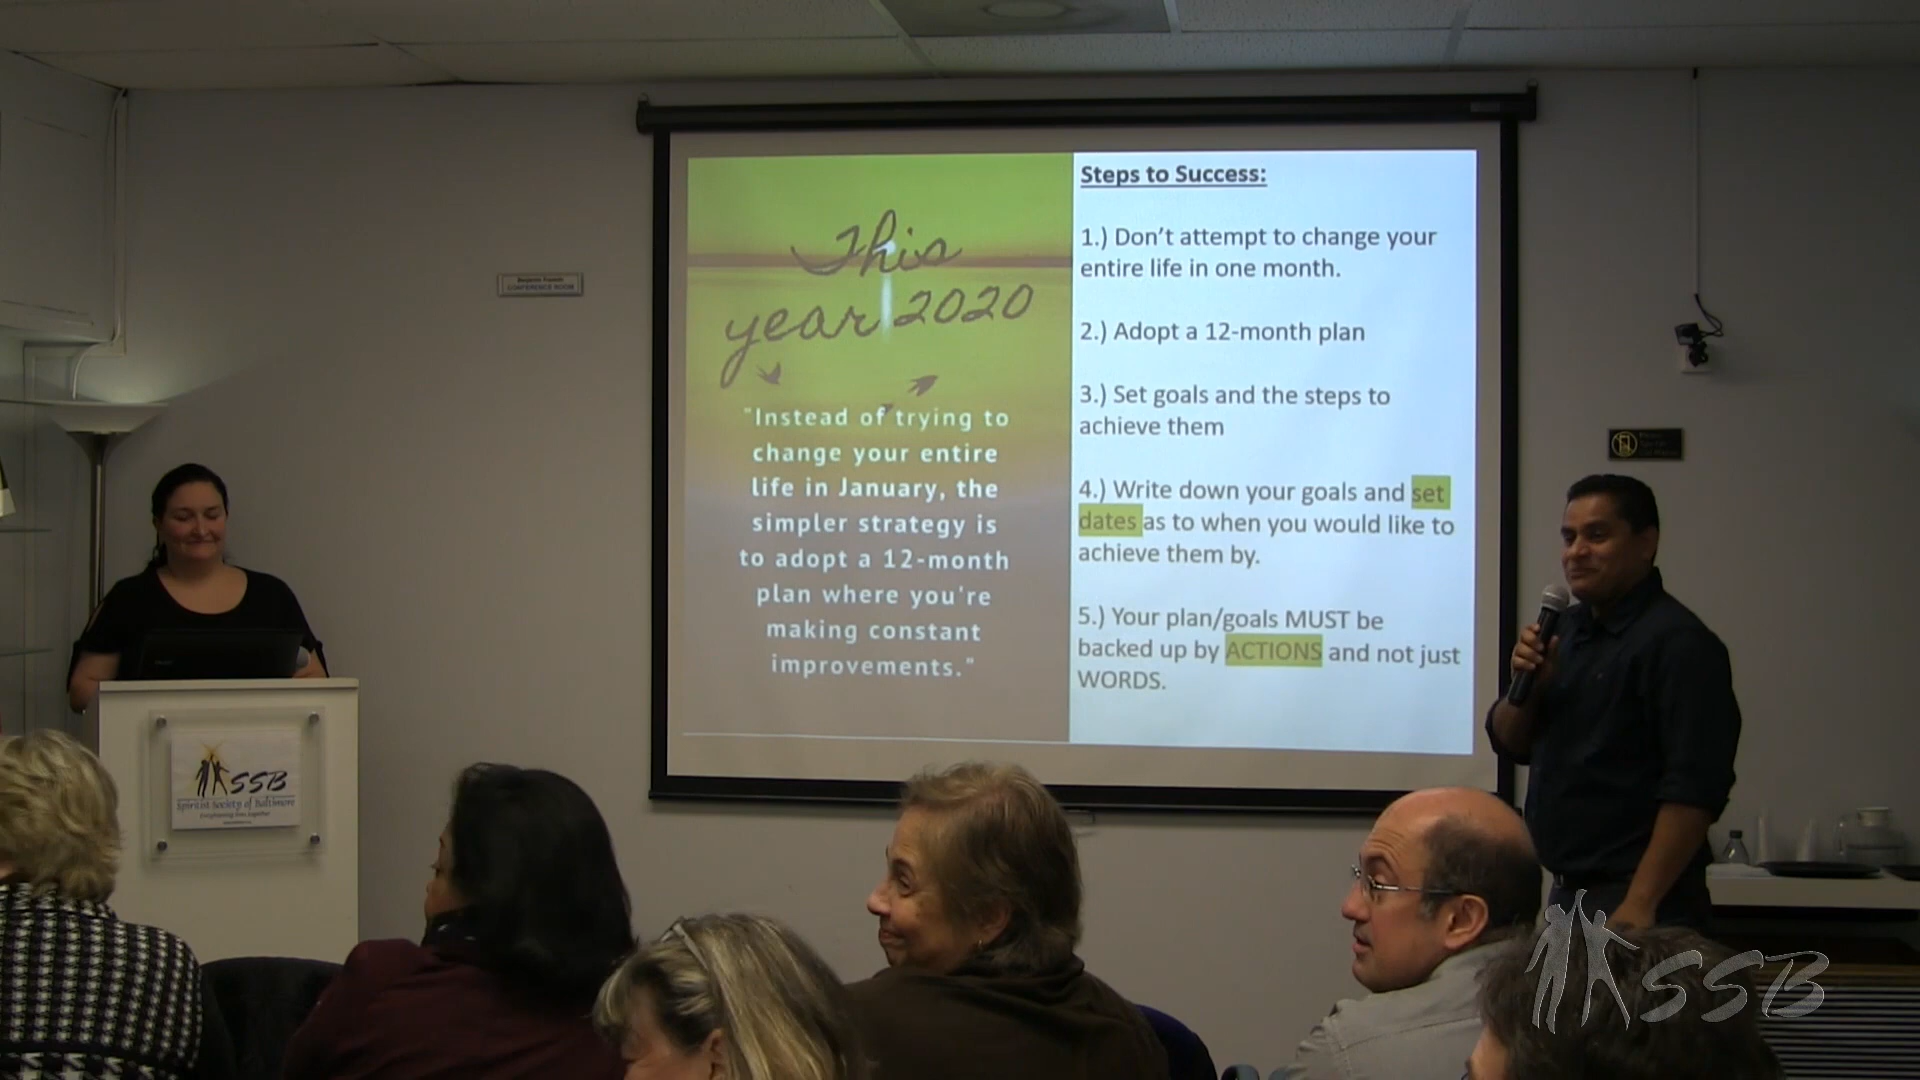 This
year 2020
"Instead of trying to
change your entire
life in January, the
simpler strategy is
to adopt a 12-month
plan where you're
making constant
improvements."
Steps to Success:
1.) Don't attempt to change your
entire life in one month.
2.) Adopt a 12-month plan
3.) Set goals and the steps to
achieve them
4.) Write down your goals and set
dates as to when you would like to
achieve them by.
5.) Your plan/goals MUST be
backed up by ACTIONS and not just
WORDS.
CONFERENCE ROOM
SSB
Spiritist Society of Baltimore
SSB